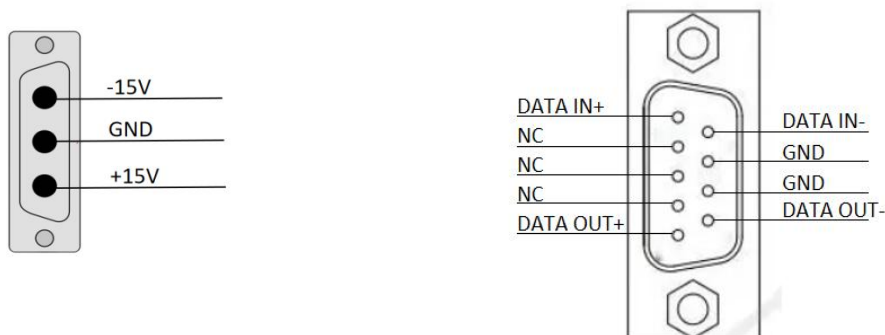 -15V
GND
+15V
DATA IN+
NC
NC
NC
DATA OUT+
DATA IN-
GND
GND
DATA OUT-